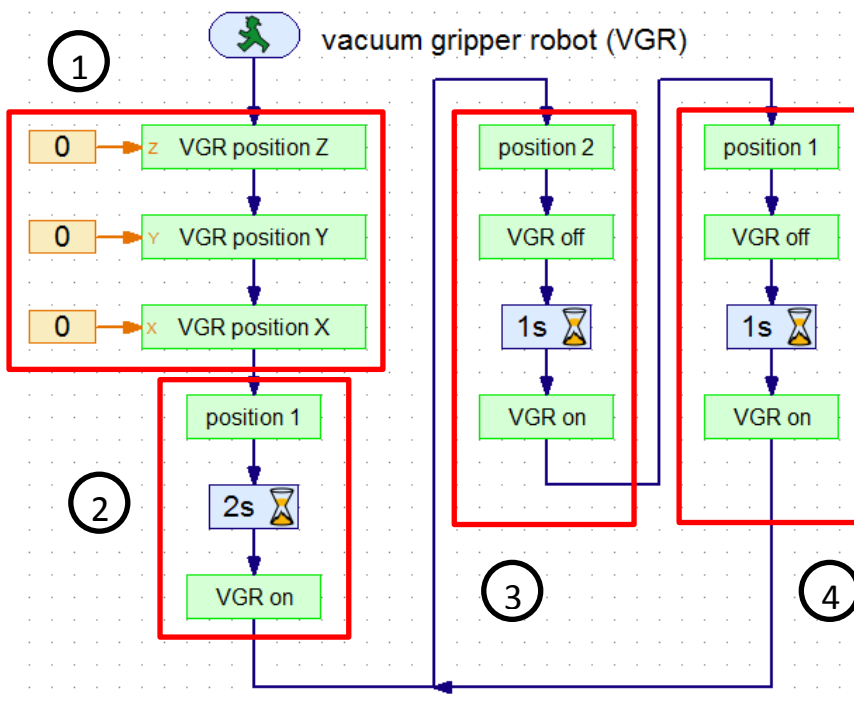 vacuum gripper robot (VGR)
1
0 Z VGR position Z
0 Y VGR position Y
0 X VGR position X
2
position 1
2s
VGR on
3
position 2
VGR off
1s
VGR on
4
position 1
VGR off
1s
VGR on